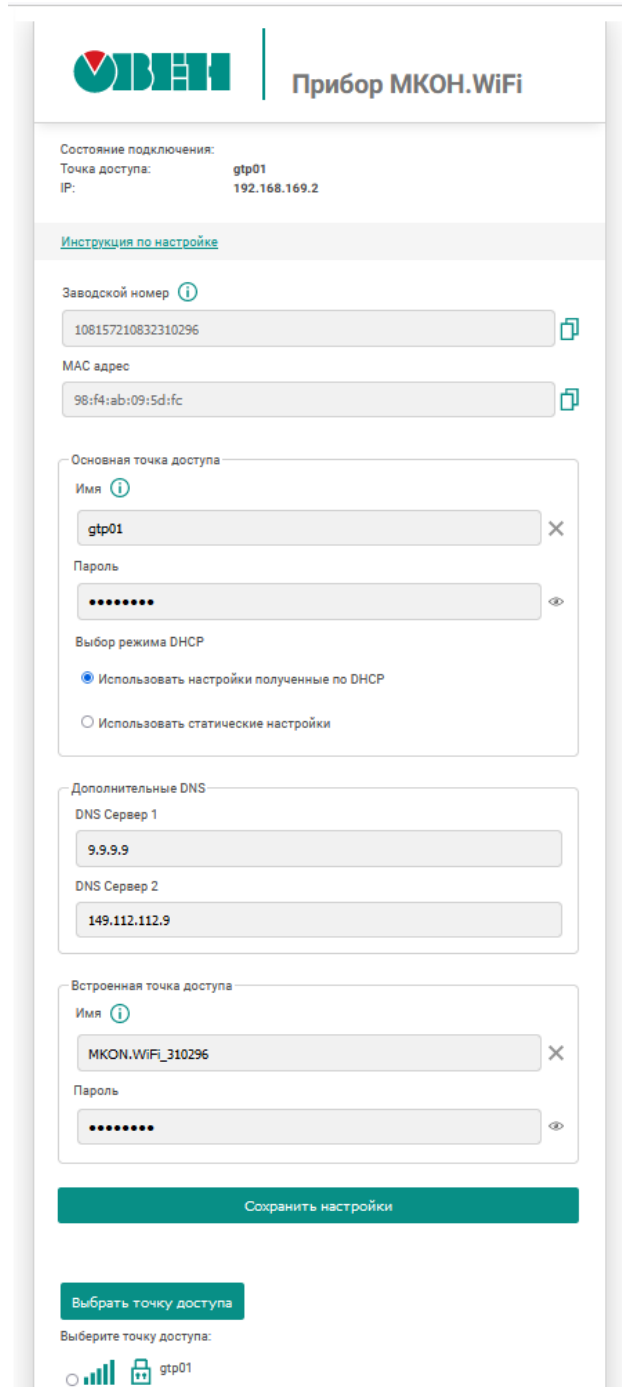 ОВЕН
Прибор МКОН.WiFi
Состояние подключения:
Точка доступа: gtp01
IP: 192.168.169.2
Инструкция по настройке
Заводской номер
108157210832310296
MAC адрес
98:f4:ab:09:5d:fc
Основная точка доступа
Имя
gtp01
Пароль
••••••••
Выбор режима DHCP
Использовать настройки полученные по DHCP
Использовать статические настройки
Дополнительные DNS
DNS Сервер 1
9.9.9.9
DNS Сервер 2
149.112.112.9
Встроенная точка доступа
Имя
MKON.WiFi_310296
Пароль
••••••••
Сохранить настройки
Выбрать точку доступа
Выберите точку доступа:
gtp01